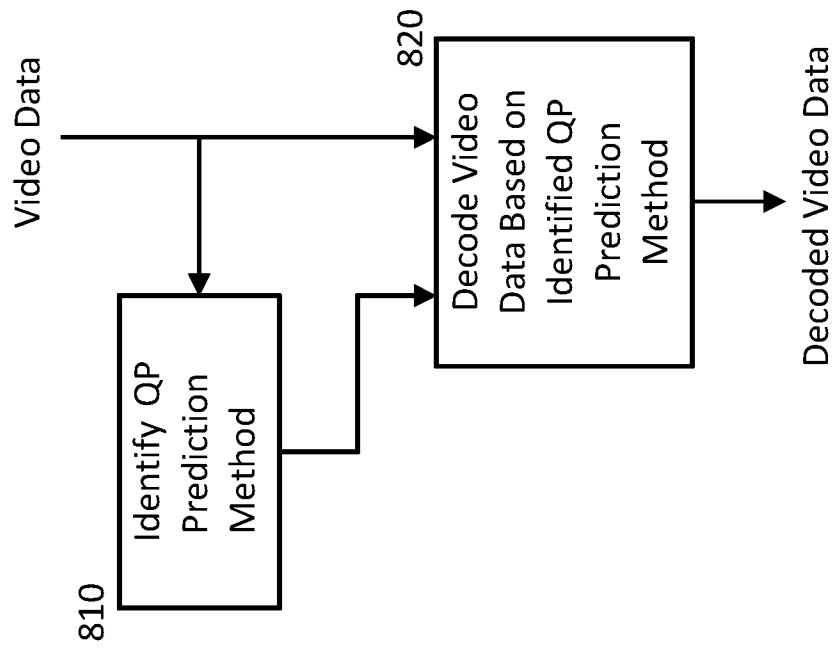 Video Data
810
Identify QP
Prediction
Method
820
Decode Video
Data Based on
Identified QP
Prediction
Method
Decoded Video Data